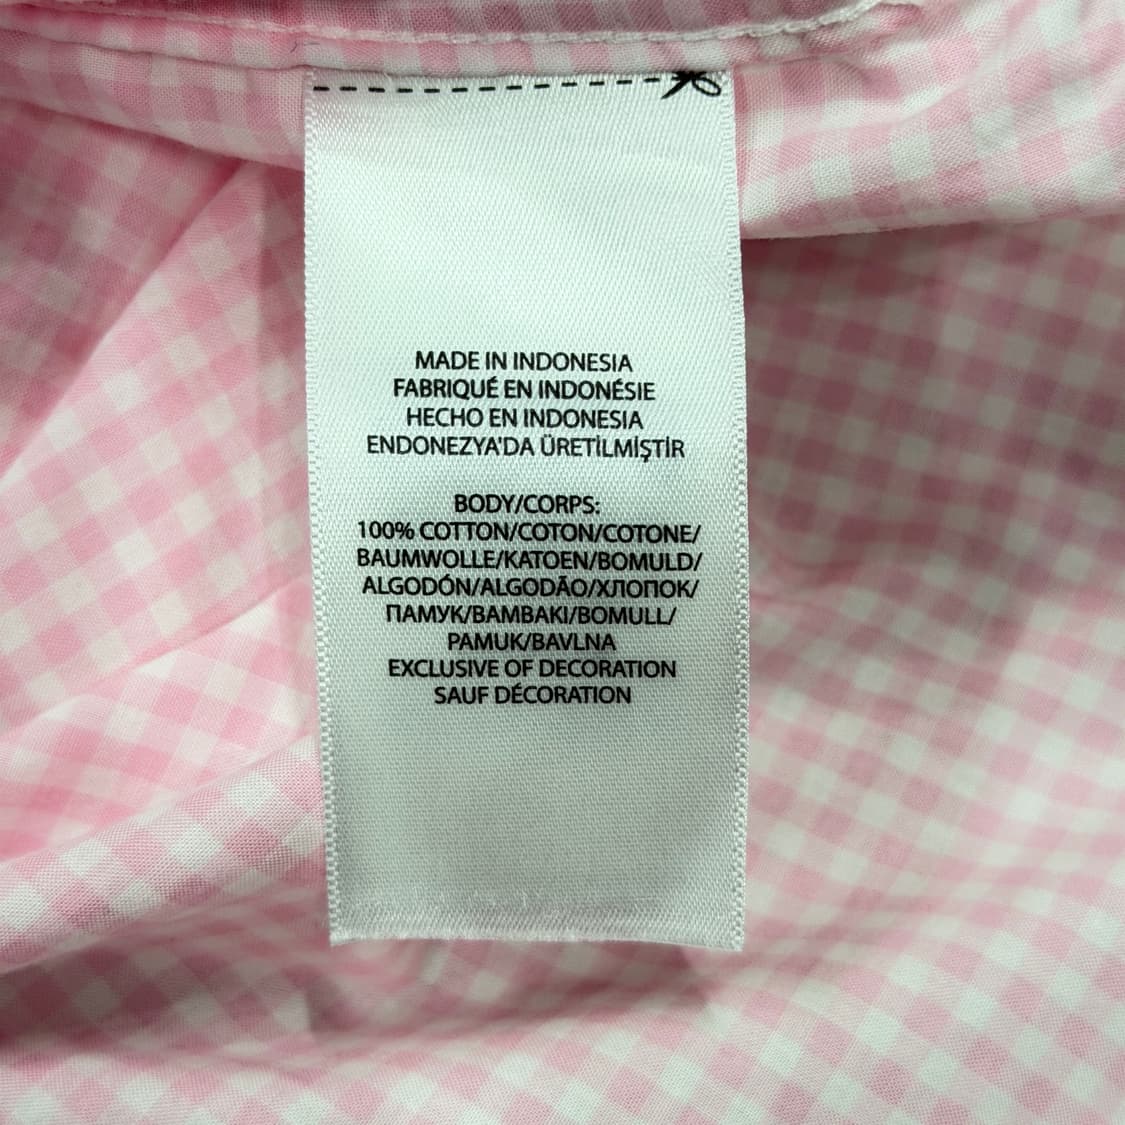 MADE IN INDONESIA
FABRIQUÉ EN INDONÉSIE
HECHO EN INDONESIA
ENDONEZYA'DA ÜRETİLMİŞTİR
BODY/CORPS:
100% COTTON/COTON/COTONE/
BAUMWOLLE/KATOEN/BOMULD/
ALGODÓN/ALGODÃO/ХЛОПОК/
ПАМУК/BAMBAKI/BOMULL/
PAMUK/BAVLNA
EXCLUSIVE OF DECORATION
SAUF DÉCORATION